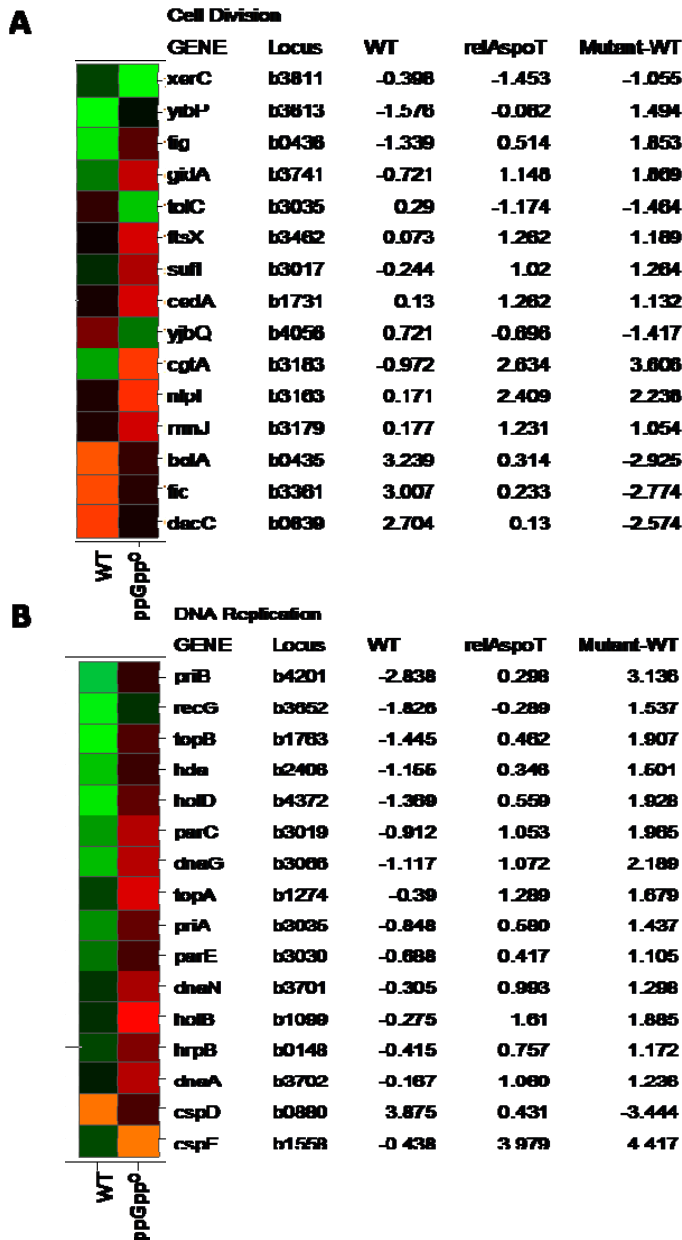 A
Cell Division
GENE Locus WT relAspoT Mutant-WT
xerC b3811 -0.398 -1.453 -1.055
yrbP b3613 -1.576 -0.082 1.494
tig b0436 -1.339 0.514 1.853
gidA b3741 -0.721 1.148 1.869
tolC b3035 0.29 -1.174 -1.464
ftsX b3462 0.073 1.262 1.189
sufI b3017 -0.244 1.02 1.264
cedA b1731 0.13 1.262 1.132
yjbQ b4056 0.721 -0.696 -1.417
cgtA b3183 -0.972 2.634 3.606
nlpI b3163 0.171 2.409 2.238
rrmJ b3179 0.177 1.231 1.054
bolA b0435 3.239 0.314 -2.925
fic b3361 3.007 0.233 -2.774
dacC b0839 2.704 0.13 -2.574
WT ppGpp0
B
DNA Replication
GENE Locus WT relAspoT Mutant-WT
priB b4201 -2.838 0.298 3.136
recG b3652 -1.826 -0.289 1.537
topB b1763 -1.445 0.462 1.907
hda b2406 -1.155 0.346 1.501
holD b4372 -1.369 0.559 1.928
parC b3019 -0.912 1.053 1.965
dnaG b3066 -1.117 1.072 2.189
topA b1274 -0.39 1.289 1.679
priA b3035 -0.848 0.590 1.437
parE b3030 -0.688 0.417 1.105
dnaN b3701 -0.305 0.993 1.298
holB b1099 -0.275 1.61 1.885
hrpB b0148 -0.415 0.757 1.172
dnaA b3702 -0.167 1.060 1.236
cspD b0880 3.875 0.431 -3.444
cspF b1558 -0.438 3.979 4.417
WT ppGpp0